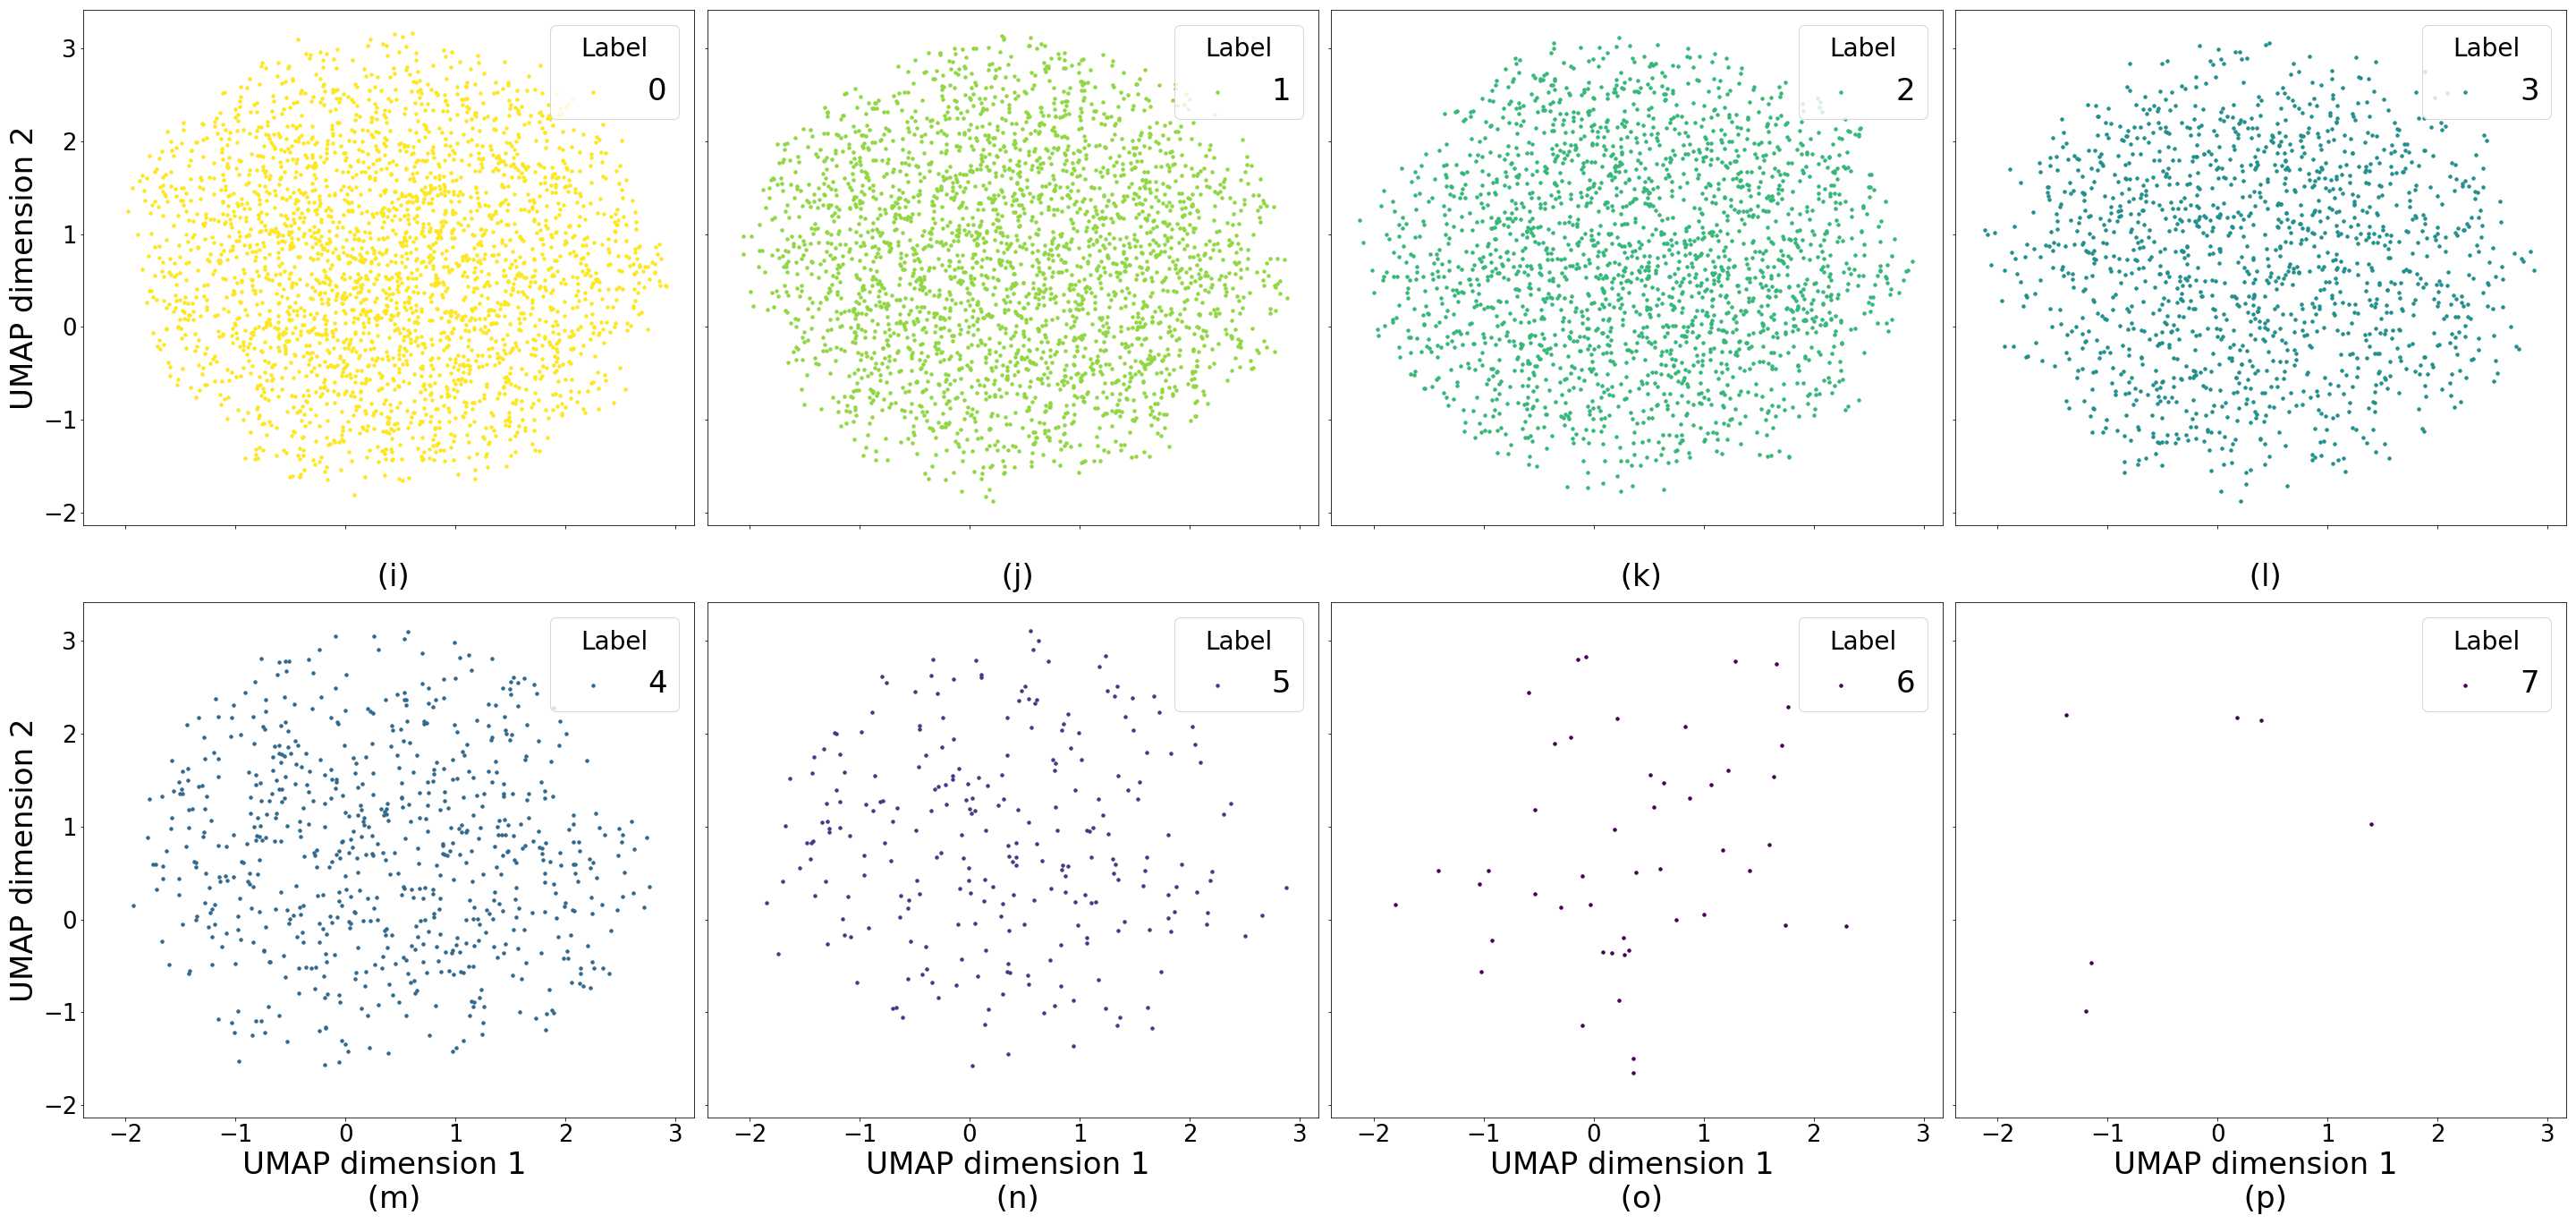 Label
0
Label
1
Label
2
Label
3
3
2
1
0
−1
−2
UMAP dimension 2
(i)
(j)
(k)
(l)
Label
4
Label
5
Label
6
Label
7
3
2
1
0
−1
−2
UMAP dimension 2
−2 −1 0 1 2 3
−2 −1 0 1 2 3
−2 −1 0 1 2 3
−2 −1 0 1 2 3
UMAP dimension 1
UMAP dimension 1
UMAP dimension 1
UMAP dimension 1
(m)
(n)
(o)
(p)